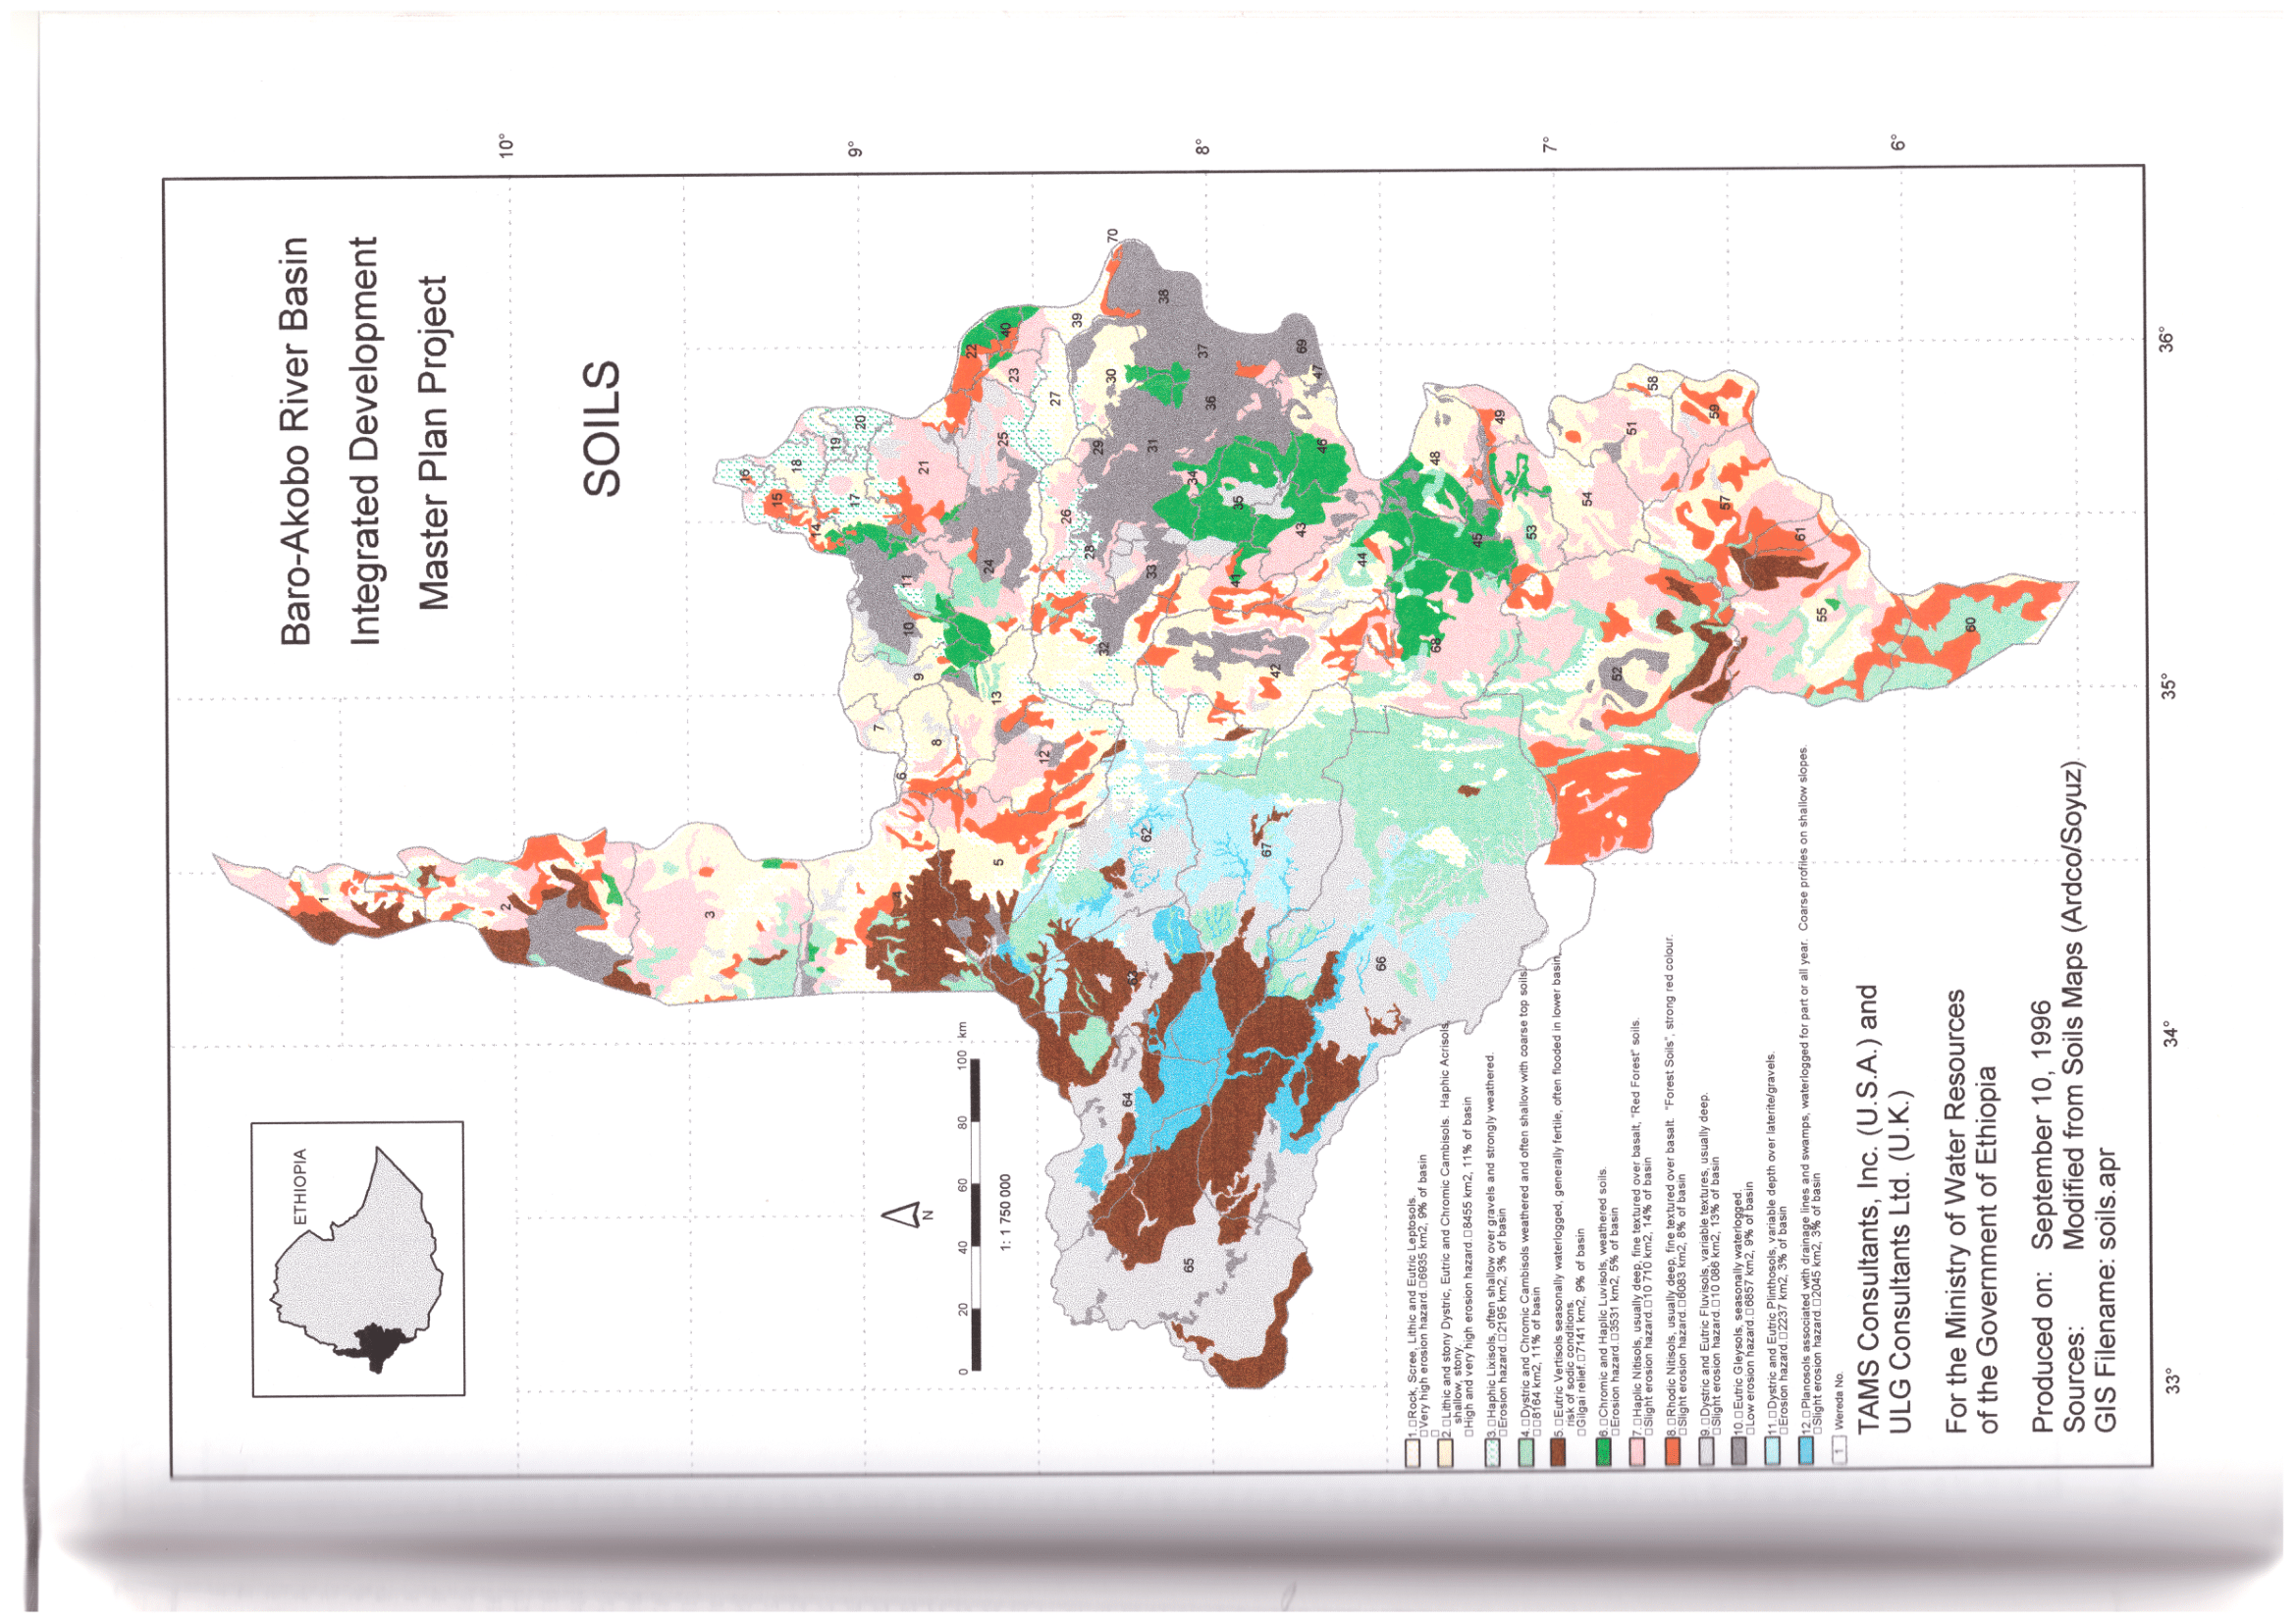 Baro-Akobo River Basin
Integrated Development
Master Plan Project
SOILS
ETHIOPIA
N
1: 1 750 000
0 20 40 60 80 100 km
10°
9°
8°
7°
6°
36°
35°
34°
33°
1
2
3
4
5
6
7
8
9
10
11
12
13
14
15
16
17
18
19
20
21
22
23
24
25
26
27
28
29
30
31
32
33
34
35
36
37
38
39
40
41
42
43
44
45
46
47
48
49
51
52
53
54
55
57
58
59
60
61
62
63
64
65
66
67
68
69
70
1.□Rock, Scree, Lithic and Eutric Leptosols.
□Very high erosion hazard.□6935 km2, 9% of basin
□
2.□Lithic and stony Dystric, Eutric and Chromic Cambisols. Haphic Acrisols,
shallow, stony.
□High and very high erosion hazard.□8455 km2, 11% of basin
3.□Haphic Lixisols, often shallow over gravels and strongly weathered.
□Erosion hazard.□2195 km2, 3% of basin
4.□Dystric and Chromic Cambisols weathered and often shallow with coarse top soils.
□□8164 km2, 11% of basin
5.□Eutric Vertisols seasonally waterlogged, generally fertile, often flooded in lower basin,
risk of sodic conditions.
□Gilgai relief.□7141 km2, 9% of basin
6.□Chromic and Haplic Luvisols, weathered soils.
□Erosion hazard.□3531 km2, 5% of basin
7.□Haplic Nitisols, usually deep, fine textured over basalt, "Red Forest" soils.
□Slight erosion hazard.□10 710 km2, 14% of basin
8.□Rhodic Nitisols, usually deep, fine textured over basalt. "Forest Soils", strong red colour.
□Slight erosion hazard.□6083 km2, 8% of basin
9.□Dystric and Eutric Fluvisols, variable textures, usually deep.
□Slight erosion hazard.□10 086 km2, 13% of basin
10.□Eutric Gleysols, seasonally waterlogged.
□Low erosion hazard.□6857 km2, 9% of basin
11.□Dystric and Eutric Plinthosols, variable depth over laterite/gravels.
□Erosion hazard.□2237 km2, 3% of basin
12.□Planosols associated with drainage lines and swamps, waterlogged for part or all year. Coarse profiles on shallow slopes.
□Slight erosion hazard.□2045 km2, 3% of basin
1 Wereda No.
TAMS Consultants, Inc. (U.S.A.) and
ULG Consultants Ltd. (U.K.)
For the Ministry of Water Resources
of the Government of Ethiopia
Produced on: September 10, 1996
Sources: Modified from Soils Maps (Ardco/Soyuz)
GIS Filename: soils.apr